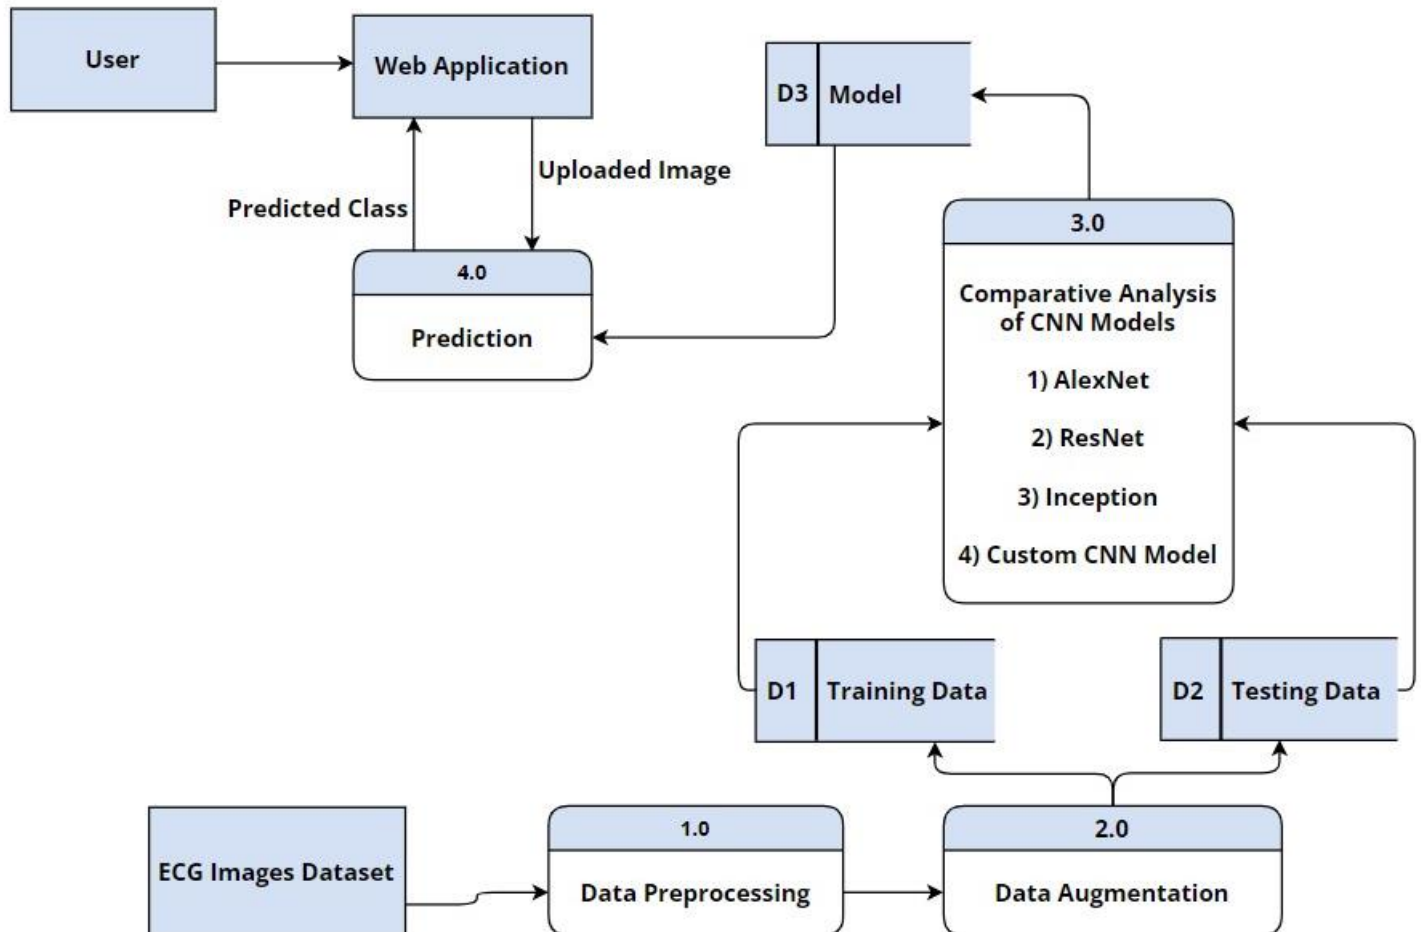 User
Web Application
D3
Model
Uploaded Image
Predicted Class
3.0
4.0
Comparative Analysis
of CNN Models
Prediction
1) AlexNet
2) ResNet
3) Inception
4) Custom CNN Model
D1
Training Data
D2
Testing Data
1.0
2.0
ECG Images Dataset
Data Preprocessing
Data Augmentation